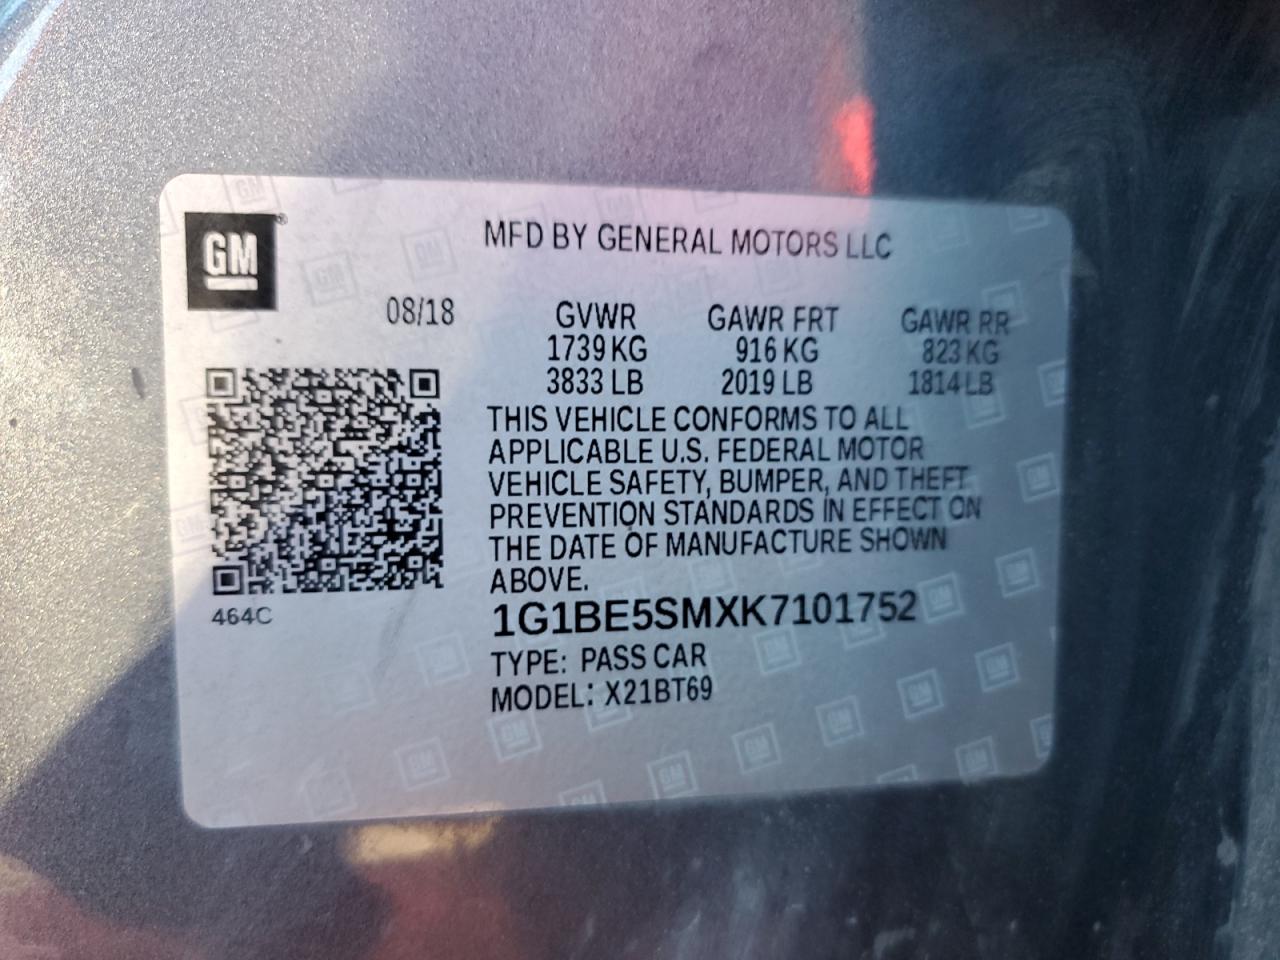 GM
MFD BY GENERAL MOTORS LLC
08/18
GVWR GAWR FRT GAWR RR
1739 KG 916 KG 823 KG
3833 LB 2019 LB 1814 LB
THIS VEHICLE CONFORMS TO ALL
APPLICABLE U.S. FEDERAL MOTOR
VEHICLE SAFETY, BUMPER, AND THEFT
PREVENTION STANDARDS IN EFFECT ON
THE DATE OF MANUFACTURE SHOWN
ABOVE.
464C
1G1BE5SMXK7101752
TYPE: PASS CAR
MODEL: X21BT69